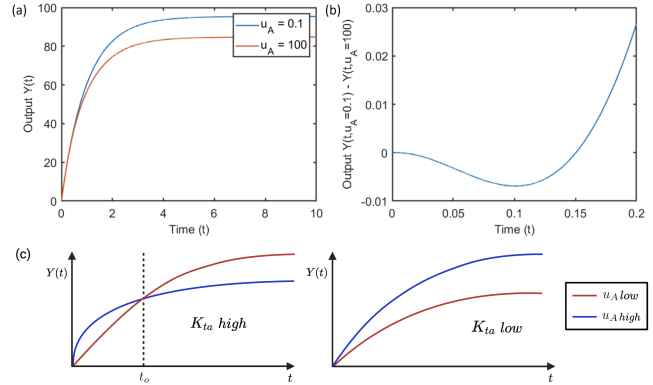 (a)
100
80
60
40
20
0
Output Y(t)
0 2 4 6 8 10
Time (t)
u_A = 0.1
u_A = 100
(b)
0.03
0.02
0.01
0
-0.01
Output Y(t,u_A=0.1) - Y(t,u_A=100)
0 0.05 0.1 0.15 0.2
Time (t)
(c)
Y(t)
K_ta high
t_o
t
Y(t)
K_ta low
t
u_A low
u_A high